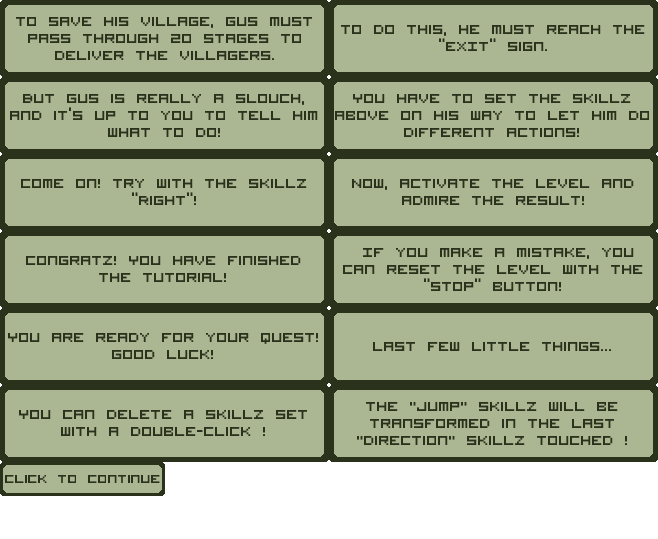 TO SAVE HIS VILLAGE, GUS MUST
PASS THROUGH 20 STAGES TO
DELIVER THE VILLAGERS.
TO DO THIS, HE MUST REACH THE
"EXIT" SIGN.
BUT GUS IS REALLY A SLOUCH,
AND IT'S UP TO YOU TO TELL HIM
WHAT TO DO!
YOU HAVE TO SET THE SKILLZ
ABOVE ON HIS WAY TO LET HIM DO
DIFFERENT ACTIONS!
COME ON! TRY WITH THE SKILLZ
"RIGHT"!
NOW, ACTIVATE THE LEVEL AND
ADMIRE THE RESULT!
CONGRATZ! YOU HAVE FINISHED
THE TUTORIAL!
IF YOU MAKE A MISTAKE, YOU
CAN RESET THE LEVEL WITH THE
"STOP" BUTTON!
YOU ARE READY FOR YOUR QUEST!
GOOD LUCK!
LAST FEW LITTLE THINGS...
YOU CAN DELETE A SKILLZ SET
WITH A DOUBLE-CLICK !
THE "JUMP" SKILLZ WILL BE
TRANSFORMED IN THE LAST
"DIRECTION" SKILLZ TOUCHED !
CLICK TO CONTINUE